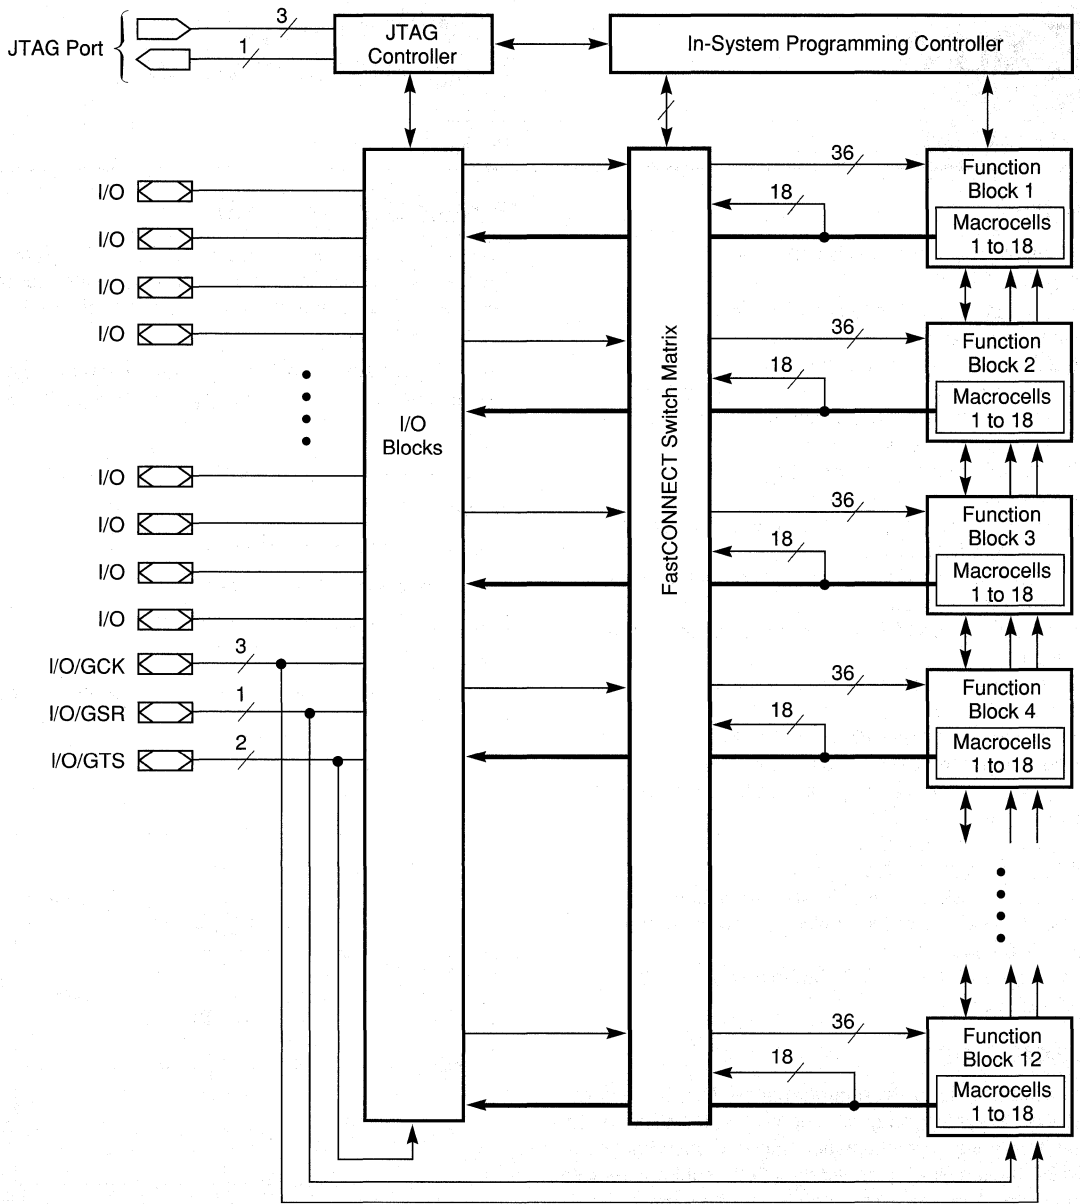 JTAG Port
3
1
JTAG
Controller
In-System Programming Controller
I/O
I/O
I/O
I/O
I/O
I/O
I/O
I/O
I/O/GCK
3
I/O/GSR
1
I/O/GTS
2
I/O
Blocks
FastCONNECT Switch Matrix
36
18
Function
Block 1
Macrocells
1 to 18
36
18
Function
Block 2
Macrocells
1 to 18
36
18
Function
Block 3
Macrocells
1 to 18
36
18
Function
Block 4
Macrocells
1 to 18
36
18
Function
Block 12
Macrocells
1 to 18